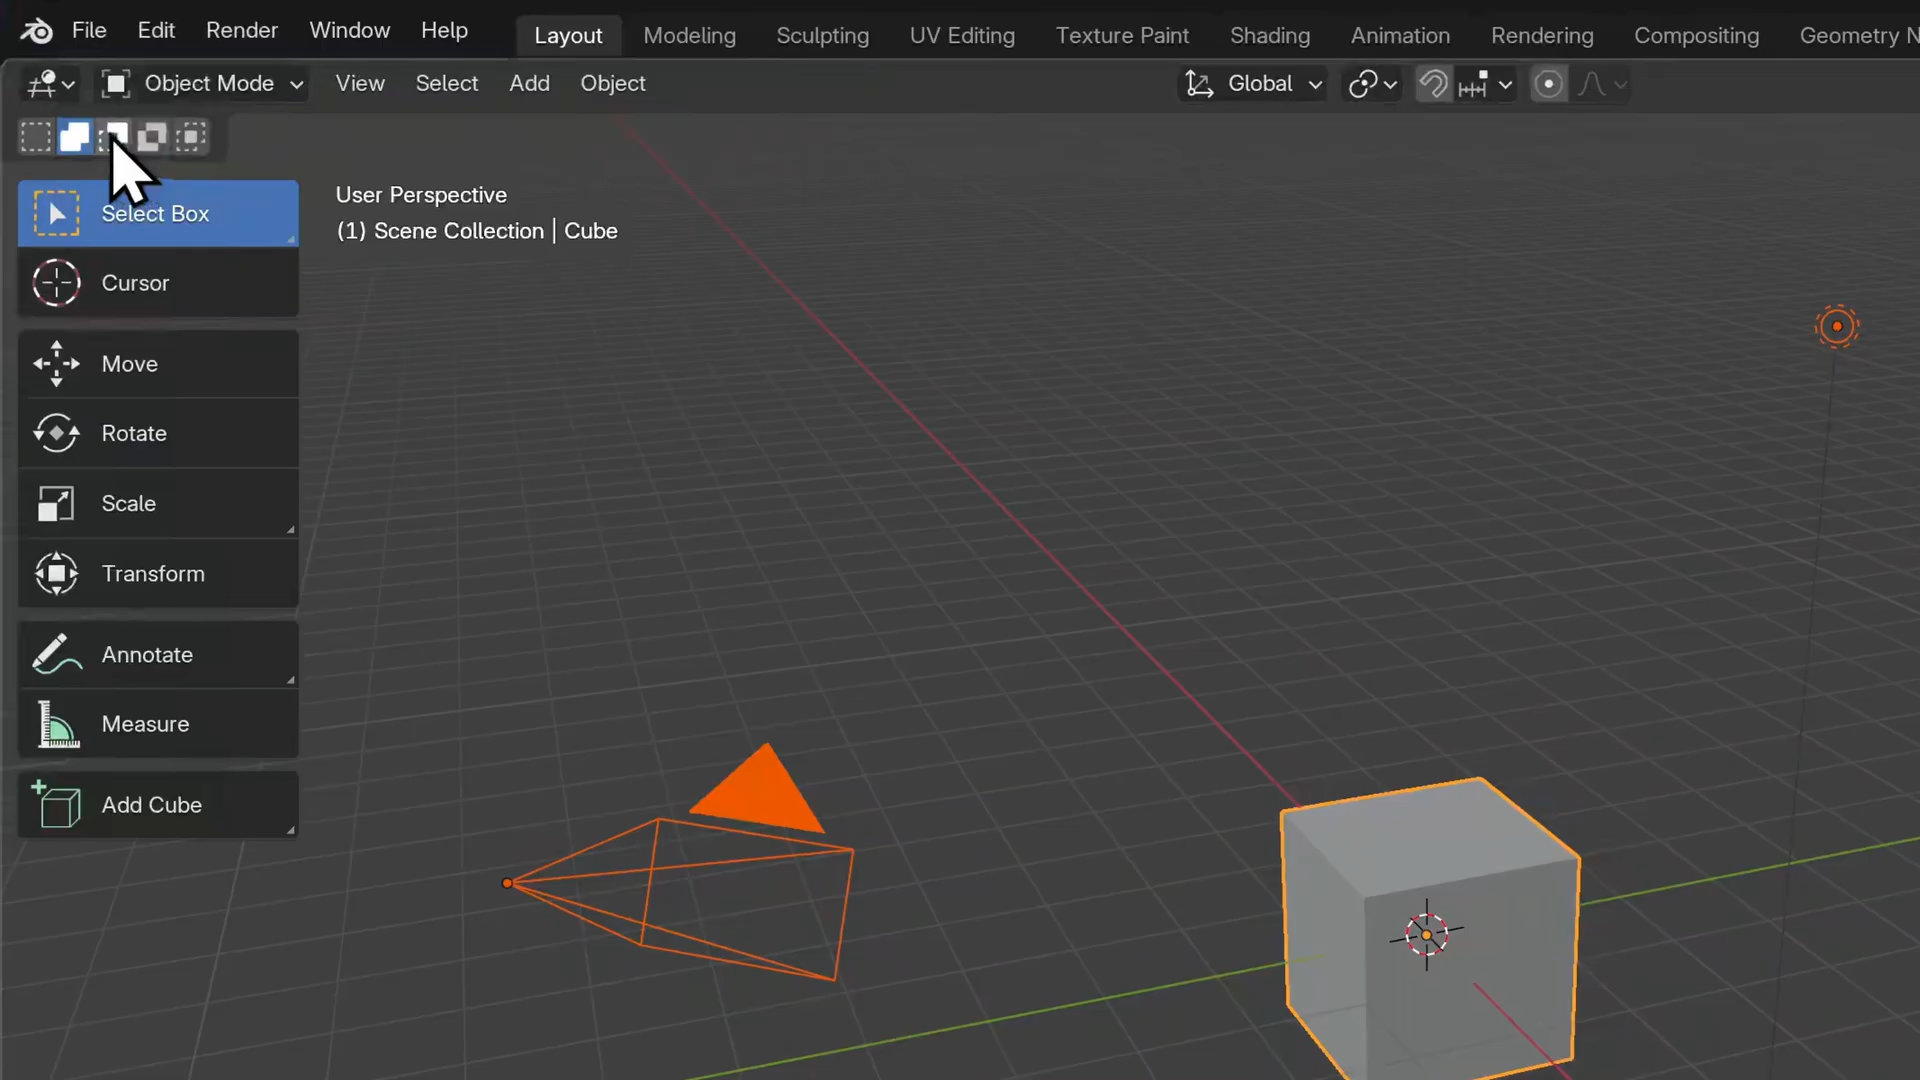 File Edit Render Window Help Layout Modeling Sculpting UV Editing Texture Paint Shading Animation Rendering Compositing Geometry N
Object Mode View Select Add Object Global
User Perspective
(1) Scene Collection | Cube
Select Box
Cursor
Move
Rotate
Scale
Transform
Annotate
Measure
Add Cube